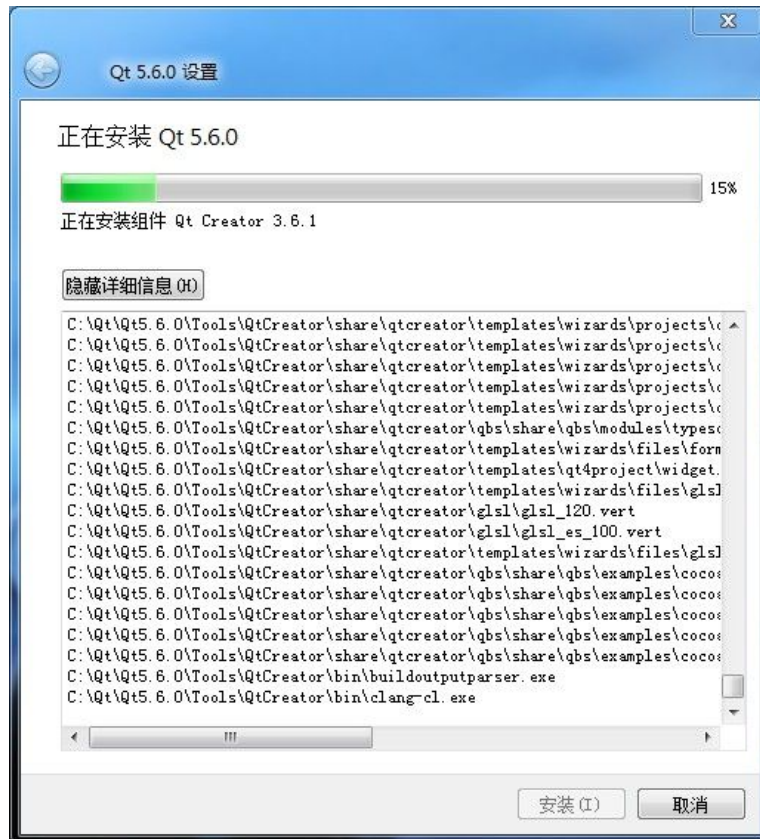 Qt 5.6.0 设置
正在安装 Qt 5.6.0
15%
正在安装组件 Qt Creator 3.6.1
隐藏详细信息(H)
C:\Qt\Qt5.6.0\Tools\QtCreator\share\qtcreator\templates\wizards\projects\
C:\Qt\Qt5.6.0\Tools\QtCreator\share\qtcreator\templates\wizards\projects\
C:\Qt\Qt5.6.0\Tools\QtCreator\share\qtcreator\templates\wizards\projects\
C:\Qt\Qt5.6.0\Tools\QtCreator\share\qtcreator\templates\wizards\projects\
C:\Qt\Qt5.6.0\Tools\QtCreator\share\qtcreator\templates\wizards\projects\
C:\Qt\Qt5.6.0\Tools\QtCreator\share\qtcreator\qbs\share\qbs\modules\typesc
C:\Qt\Qt5.6.0\Tools\QtCreator\share\qtcreator\templates\wizards\files\form
C:\Qt\Qt5.6.0\Tools\QtCreator\share\qtcreator\templates\qt4project\widget.
C:\Qt\Qt5.6.0\Tools\QtCreator\share\qtcreator\templates\wizards\files\glsl
C:\Qt\Qt5.6.0\Tools\QtCreator\share\qtcreator\glsl\glsl_120.vert
C:\Qt\Qt5.6.0\Tools\QtCreator\share\qtcreator\glsl\glsl_es_100.vert
C:\Qt\Qt5.6.0\Tools\QtCreator\share\qtcreator\templates\wizards\files\glsl
C:\Qt\Qt5.6.0\Tools\QtCreator\share\qtcreator\qbs\share\qbs\examples\cocos
C:\Qt\Qt5.6.0\Tools\QtCreator\share\qtcreator\qbs\share\qbs\examples\cocos
C:\Qt\Qt5.6.0\Tools\QtCreator\share\qtcreator\qbs\share\qbs\examples\cocos
C:\Qt\Qt5.6.0\Tools\QtCreator\share\qtcreator\qbs\share\qbs\examples\cocos
C:\Qt\Qt5.6.0\Tools\QtCreator\share\qtcreator\qbs\share\qbs\examples\cocos
C:\Qt\Qt5.6.0\Tools\QtCreator\bin\buildoutputparser.exe
C:\Qt\Qt5.6.0\Tools\QtCreator\bin\clang-cl.exe
安装(I)
取消